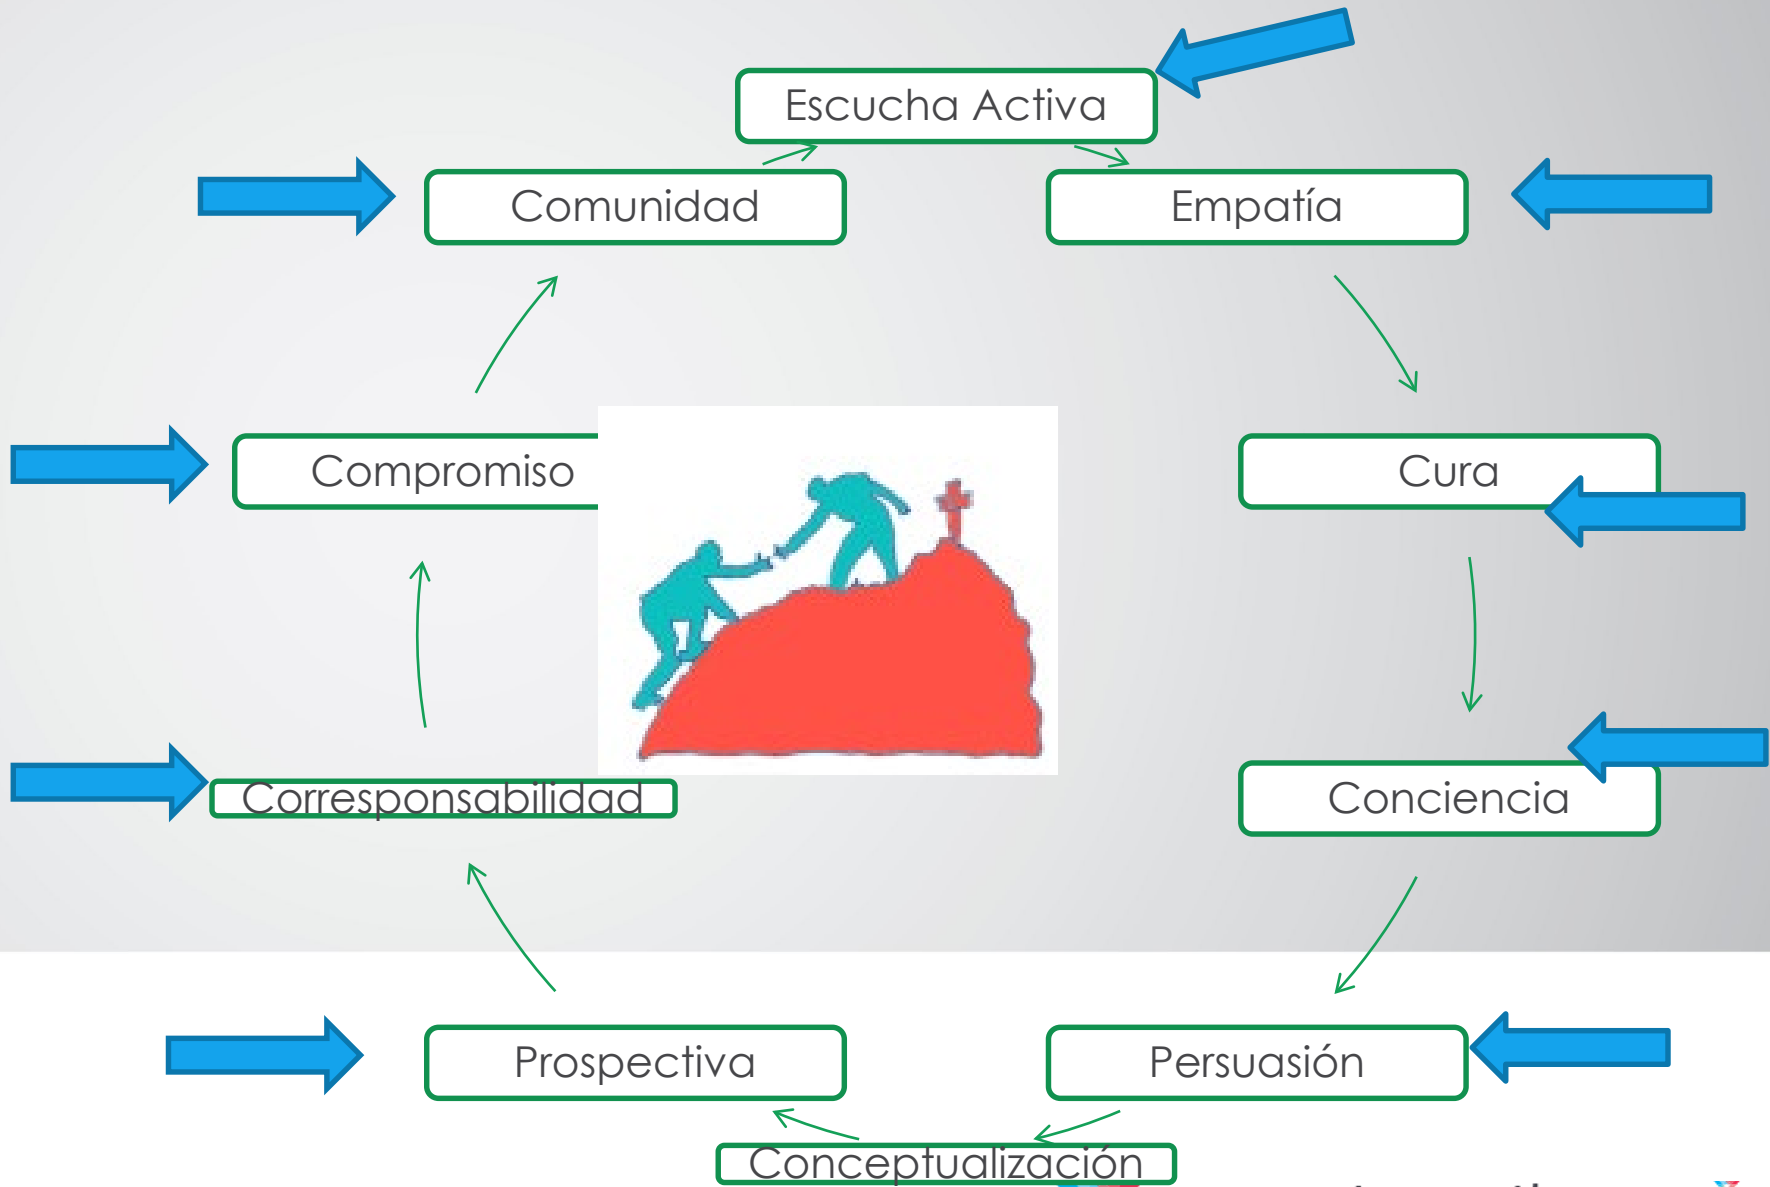 Escucha Activa
Comunidad
Empatía
Compromiso
Cura
Corresponsabilidad
Conciencia
Prospectiva
Persuasión
Conceptualización